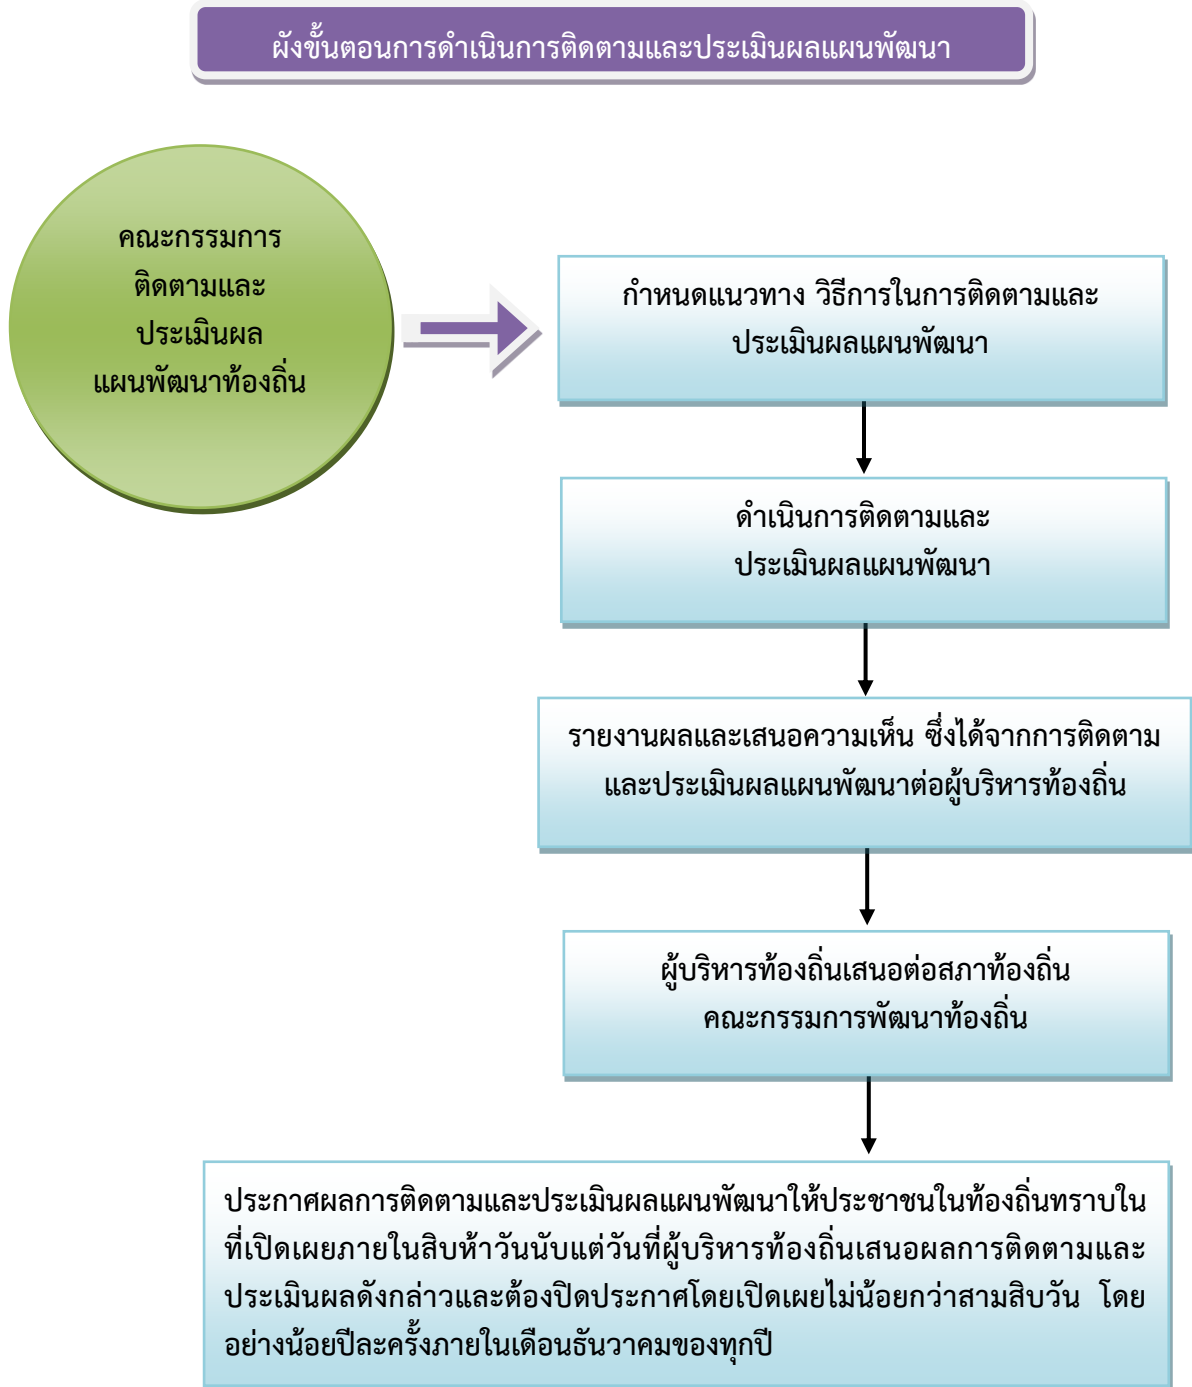 ผังขั้นตอนการดำเนินการติดตามและประเมินผลแผนพัฒนา
คณะกรรมการ
ติดตามและ
ประเมินผล
แผนพัฒนาท้องถิ่น
กำหนดแนวทาง วิธีการในการติดตามและ
ประเมินผลแผนพัฒนา
ดำเนินการติดตามและ
ประเมินผลแผนพัฒนา
รายงานผลและเสนอความเห็น ซึ่งได้จากการติดตาม
และประเมินผลแผนพัฒนาต่อผู้บริหารท้องถิ่น
ผู้บริหารท้องถิ่นเสนอต่อสภาท้องถิ่น
คณะกรรมการพัฒนาท้องถิ่น
ประกาศผลการติดตามและประเมินผลแผนพัฒนาให้ประชาชนในท้องถิ่นทราบใน
ที่เปิดเผยภายในสิบห้าวันนับแต่วันที่ผู้บริหารท้องถิ่นเสนอผลการติดตามและ
ประเมินผลดังกล่าวและต้องปิดประกาศโดยเปิดเผยไม่น้อยกว่าสามสิบวัน โดย
อย่างน้อยปีละครั้งภายในเดือนธันวาคมของทุกปี